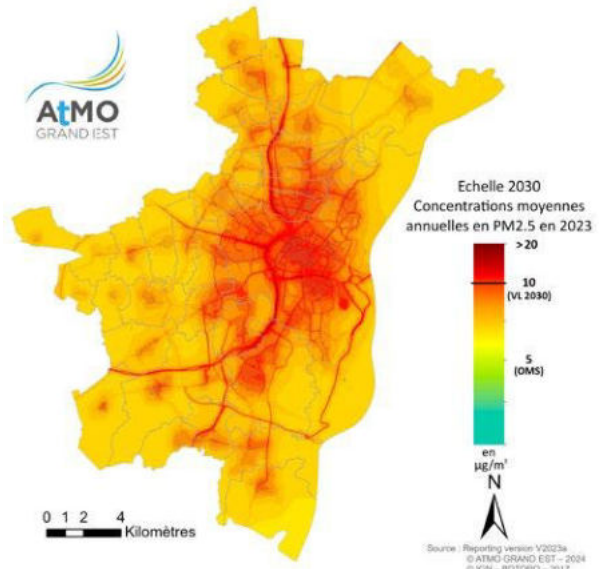 AtMO
GRAND EST
Echelle 2030
Concentrations moyennes
annuelles en PM2.5 en 2023
>20
10
(VL 2030)
5
(OMS)
en
µg/m³
N
0 1 2 4
Kilomètres
Source : Reporting version V2023a
© ATMO GRAND EST – 2024